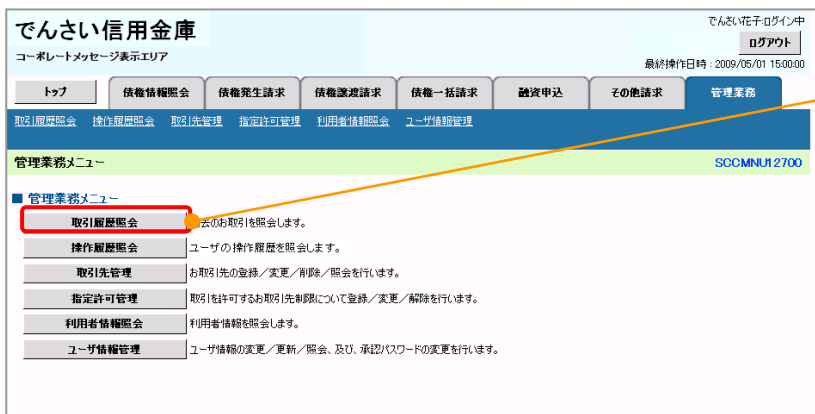 でんさい信用金庫
コーポレートメッセージ表示エリア
でんさい花子:ログイン中
ログアウト
最終操作日時:2009/05/01 15:00:00
トップ 債権情報照会 債権発生請求 債権譲渡請求 債権一括請求 融資申込 その他請求 管理業務
取引履歴照会 操作履歴照会 取引先管理 指定許可管理 利用者情報照会 ユーザ情報管理
管理業務メニュー SCCMNU12700
■ 管理業務メニュー
取引履歴照会 去のお取引を照会します。
操作履歴照会 ユーザの操作履歴を照会します。
取引先管理 お取引先の登録/変更/削除/照会を行います。
指定許可管理 取引を許可するお取引先制限について登録/変更/解除を行います。
利用者情報照会 利用者情報を照会します。
ユーザ情報管理 ユーザ情報の変更/更新/照会、及び、承認パスワードの変更を行います。